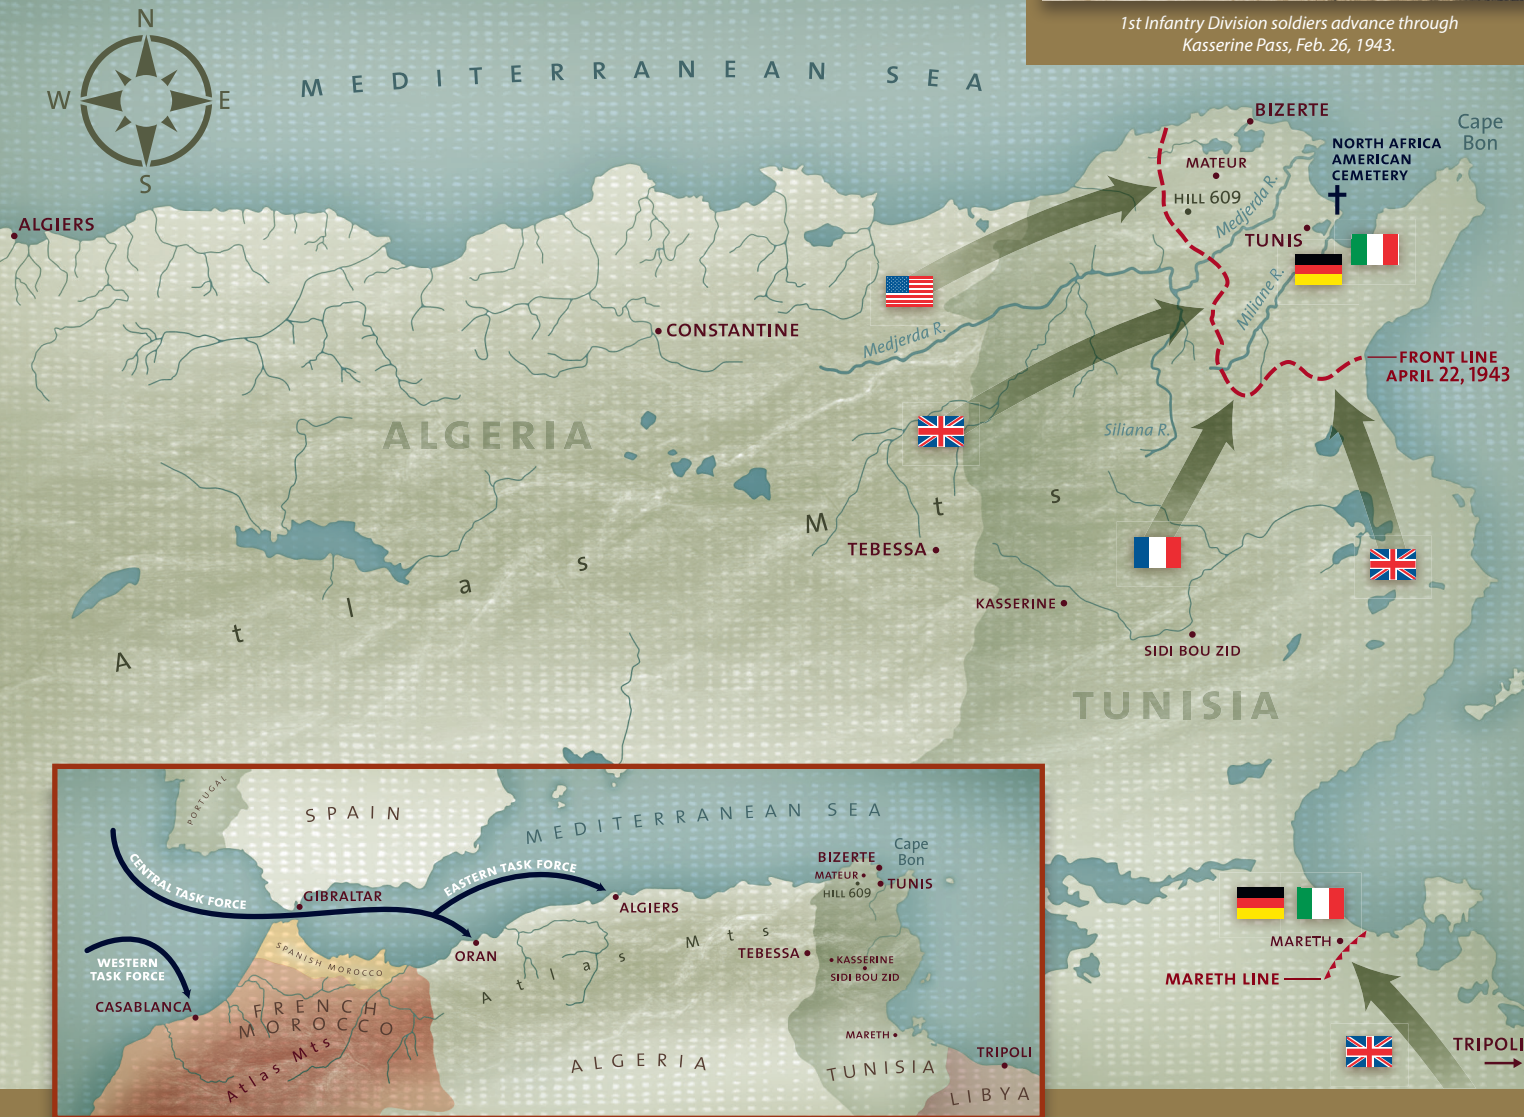 1st Infantry Division soldiers advance through
Kasserine Pass, Feb. 26, 1943.
N
W E
S
MEDITERRANEAN SEA
BIZERTE
Cape
Bon
NORTH AFRICA
AMERICAN
CEMETERY
MATEUR
HILL 609
Medjerda R.
ALGIERS
TUNIS
Miliane R.
CONSTANTINE
Medjerda R.
FRONT LINE
APRIL 22, 1943
ALGERIA
Siliana R.
Atlas Mts
TEBESSA
KASSERINE
SIDI BOU ZID
TUNISIA
MARETH
MARETH LINE
TRIPOLI
PORTUGAL
SPAIN
MEDITERRANEAN SEA
CENTRAL TASK FORCE
EASTERN TASK FORCE
GIBRALTAR
BIZERTE
Cape
Bon
MATEUR
TUNIS
HILL 609
ALGIERS
ORAN
SPANISH MOROCCO
WESTERN
TASK FORCE
CASABLANCA
FRENCH
MOROCCO
Atlas Mts
Atlas Mts
TEBESSA
KASSERINE
SIDI BOU ZID
MARETH
ALGERIA
TUNISIA
TRIPOLI
LIBYA